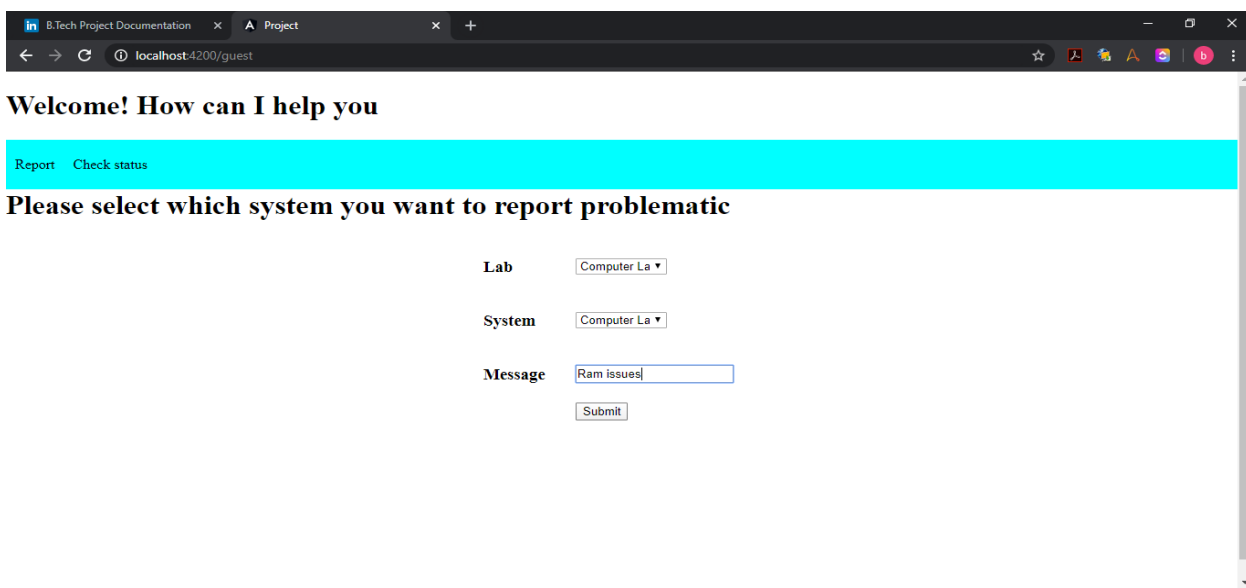 in B.Tech Project Documentation A Project
localhost:4200/guest
b
Welcome! How can I help you
Report Check status
Please select which system you want to report problematic
Lab Computer La
System Computer La
Message Ram issues
Submit